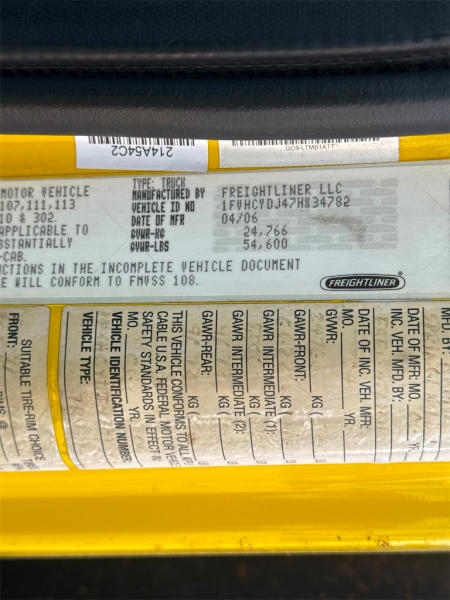 214A54C2
GO9-LTMB1ATT
MOTOR VEHICLE
107,111,113
10 & 302.
APPLICABLE TO
BSTANTIALLY
-CAB.
TYPE: TRUCK
MANUFACTURED BY FREIGHTLINER LLC
VEHICLE ID NO
DATE OF MFR 04/06
GVWR-KG 24,766
GVWR-LBS 54,600
UCTIONS IN THE INCOMPLETE VEHICLE DOCUMENT
E WILL CONFORM TO FMVSS 108.
FREIGHTLINER
MFD. BY:
DATE OF MFR: MO. YR.
INC. VEH. MFD. BY:
DATE OF INC. VEH. MFR:
MO. YR.
GVWR:
GAWR-FRONT: KG (
GAWR INTERMEDIATE (1): KG (
GAWR INTERMEDIATE (2): KG (
GAWR-REAR: KG (
THIS VEHICLE CONFORMS TO ALL APPLI
CABLE U.S.A. FEDERAL MOTOR VEHIC
SAFETY STANDARDS IN EFFECT IN
MO. YR.
VEHICLE IDENTIFICATION NUMBER:
VEHICLE TYPE:
SUITABLE TIRE-RIM CHOICE
FRONT: